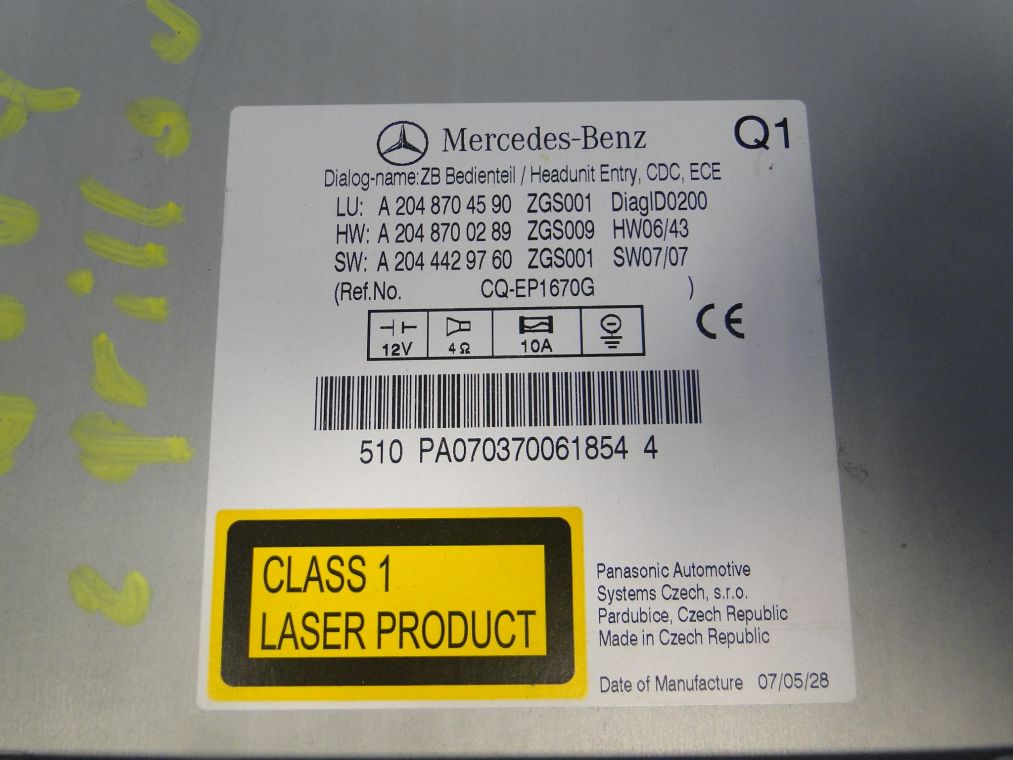 Mercedes-Benz Q1
Dialog-name:ZB Bedienteil / Headunit Entry, CDC, ECE
LU: A 204 870 45 90 ZGS001 DiagID0200
HW: A 204 870 02 89 ZGS009 HW06/43
SW: A 204 442 97 60 ZGS001 SW07/07
(Ref.No. CQ-EP1670G )
12V 4Ω 10A
CE
510 PA070370061854 4
CLASS 1
LASER PRODUCT
Panasonic Automotive
Systems Czech, s.r.o.
Pardubice, Czech Republic
Made in Czech Republic
Date of Manufacture 07/05/28